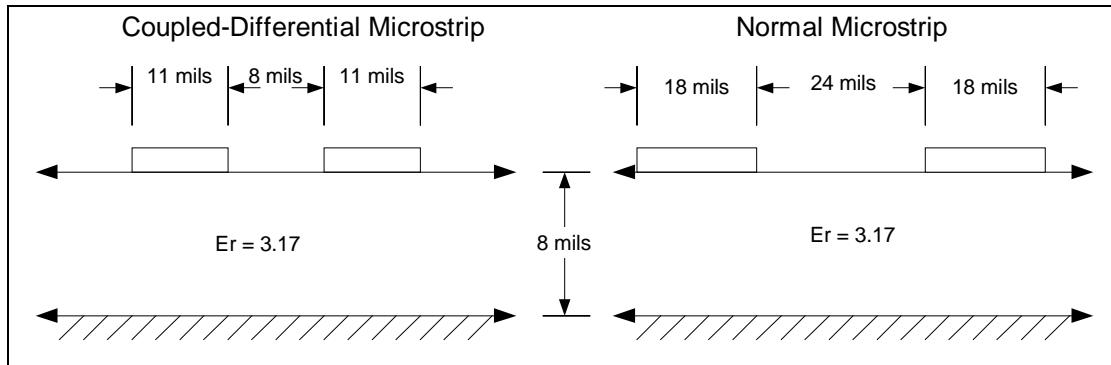 Coupled-Differential Microstrip
Normal Microstrip
11 mils
8 mils
11 mils
18 mils
24 mils
18 mils
Er = 3.17
8 mils
Er = 3.17